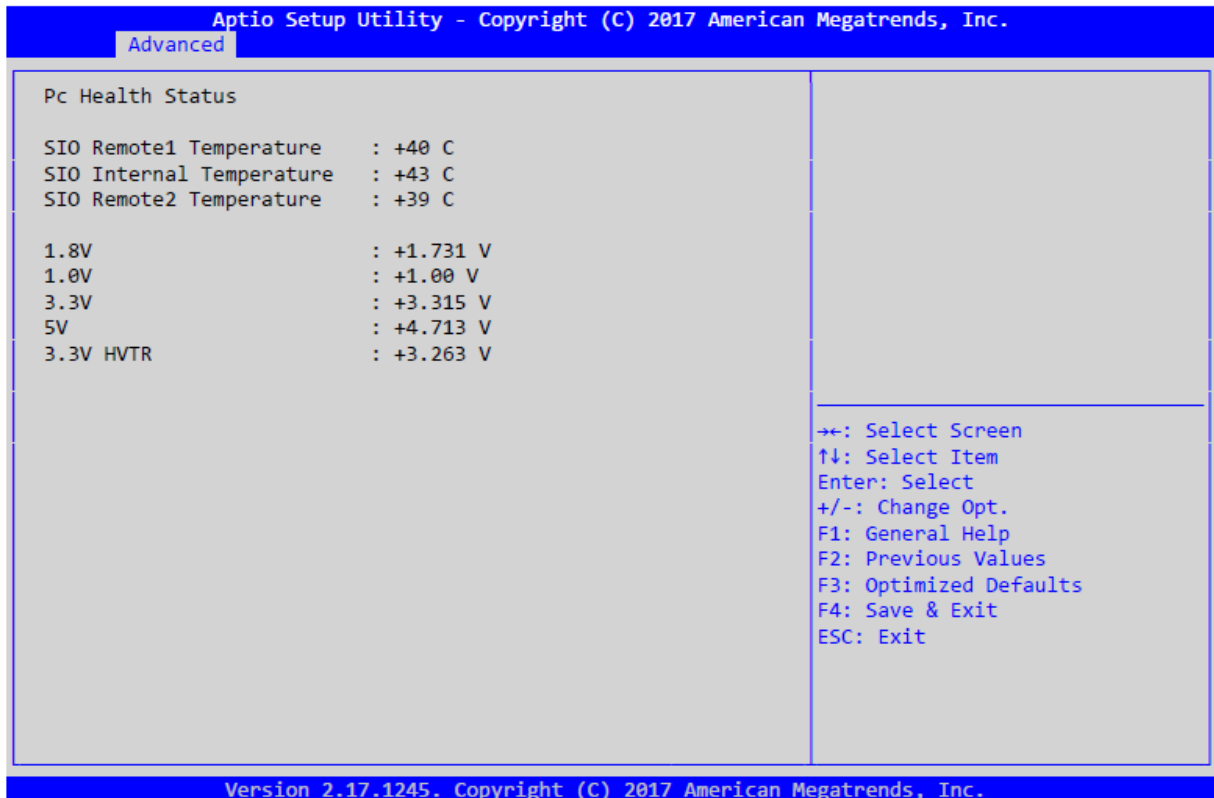 Aptio Setup Utility - Copyright (C) 2017 American Megatrends, Inc.
Advanced
Pc Health Status
SIO Remote1 Temperature : +40 C
SIO Internal Temperature : +43 C
SIO Remote2 Temperature : +39 C
1.8V : +1.731 V
1.0V : +1.00 V
3.3V : +3.315 V
5V : +4.713 V
3.3V HVTR : +3.263 V
→←: Select Screen
↑↓: Select Item
Enter: Select
+/-: Change Opt.
F1: General Help
F2: Previous Values
F3: Optimized Defaults
F4: Save & Exit
ESC: Exit
Version 2.17.1245. Copyright (C) 2017 American Megatrends, Inc.